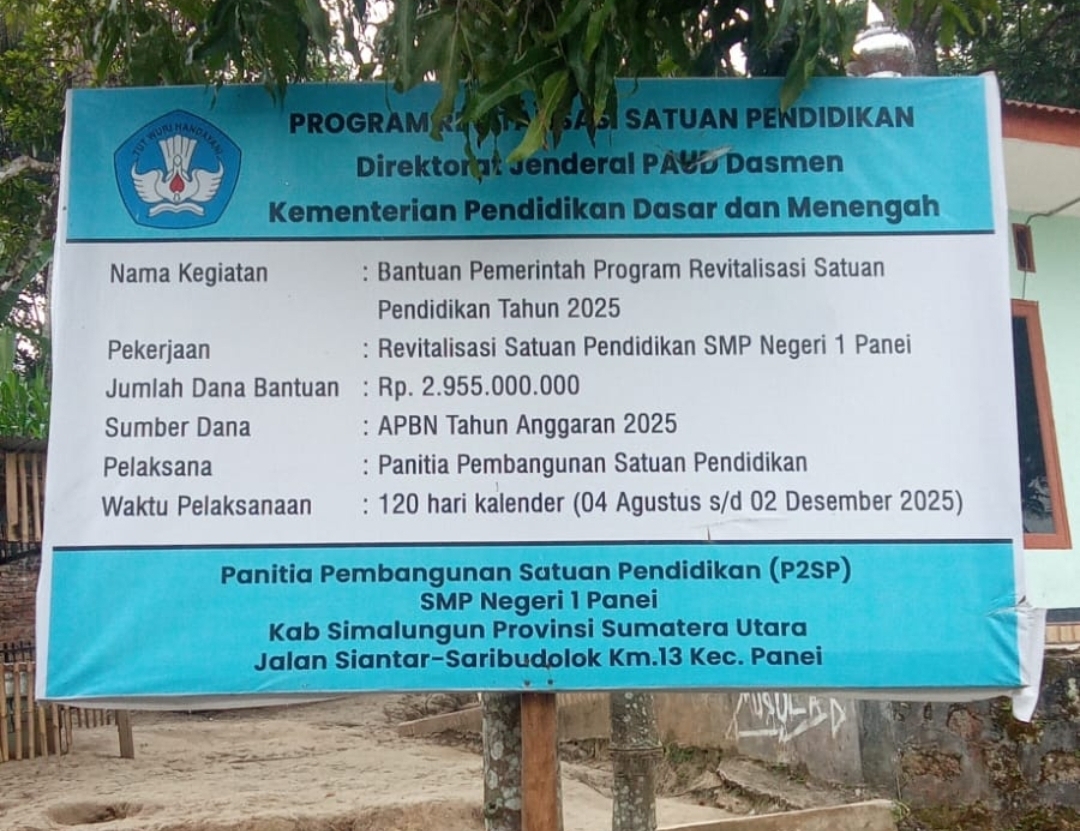 TUT WURI HANDAYANI
PROGRAM REVITALISASI SATUAN PENDIDIKAN
Direktorat Jenderal PAUD Dasmen
Kementerian Pendidikan Dasar dan Menengah
Nama Kegiatan : Bantuan Pemerintah Program Revitalisasi Satuan
Pendidikan Tahun 2025
Pekerjaan : Revitalisasi Satuan Pendidikan SMP Negeri 1 Panei
Jumlah Dana Bantuan : Rp. 2.955.000.000
Sumber Dana : APBN Tahun Anggaran 2025
Pelaksana : Panitia Pembangunan Satuan Pendidikan
Waktu Pelaksanaan : 120 hari kalender (04 Agustus s/d 02 Desember 2025)
Panitia Pembangunan Satuan Pendidikan (P2SP)
SMP Negeri 1 Panei
Kab Simalungun Provinsi Sumatera Utara
Jalan Siantar-Saribudolok Km.13 Kec. Panei